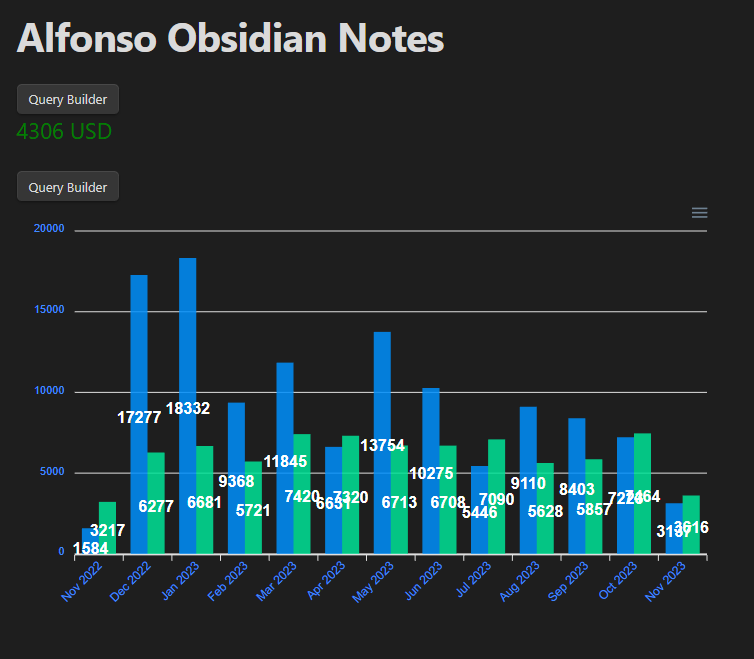 Alfonso Obsidian Notes
Query Builder
4306 USD
Query Builder
20000
15000
10000
5000
0
1584
3217
17277
6277
18332
6681
9368
5721
11845
7420
7320
13754
6713
10275
6708
5446
7090
9110
5628
8403
5857
7464
3616
Nov 2022
Dec 2022
Jan 2023
Feb 2023
Mar 2023
Apr 2023
May 2023
Jun 2023
Jul 2023
Aug 2023
Sep 2023
Oct 2023
Nov 2023